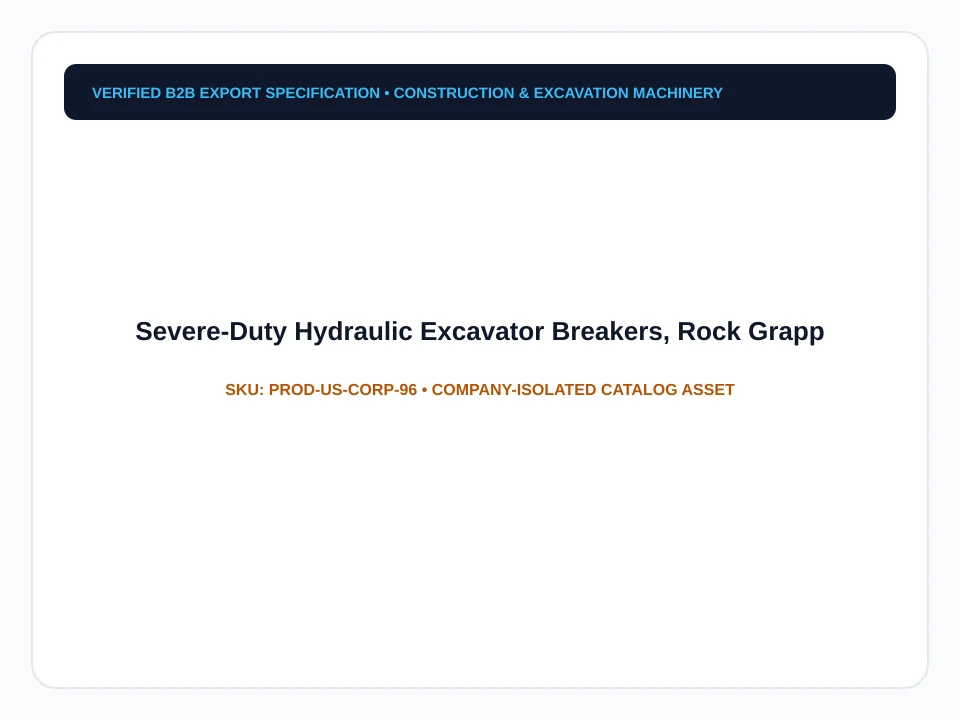 VERIFIED B2B EXPORT SPECIFICATION • CONSTRUCTION & EXCAVATION MACHINERY
Severe-Duty Hydraulic Excavator Breakers, Rock Grapp
SKU: PROD-US-CORP-96 • COMPANY-ISOLATED CATALOG ASSET